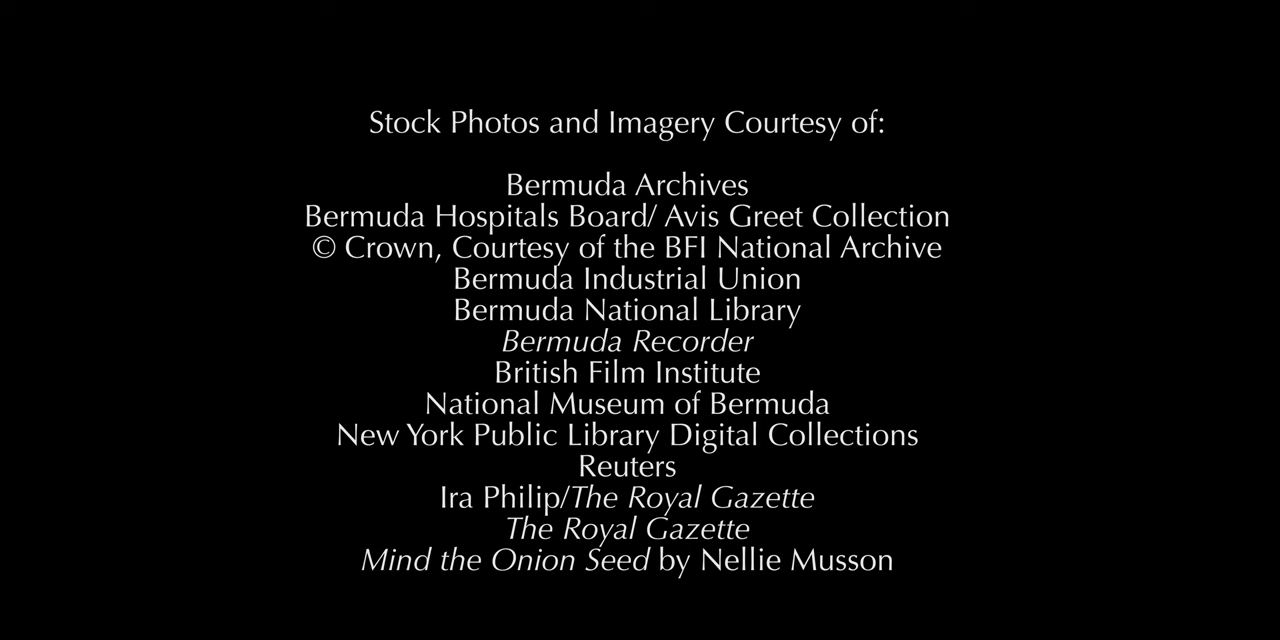 Stock Photos and Imagery Courtesy of:
Bermuda Archives
Bermuda Hospitals Board/ Avis Greet Collection
© Crown, Courtesy of the BFI National Archive
Bermuda Industrial Union
Bermuda National Library
Bermuda Recorder
British Film Institute
National Museum of Bermuda
New York Public Library Digital Collections
Reuters
Ira Philip/The Royal Gazette
The Royal Gazette
Mind the Onion Seed by Nellie Musson